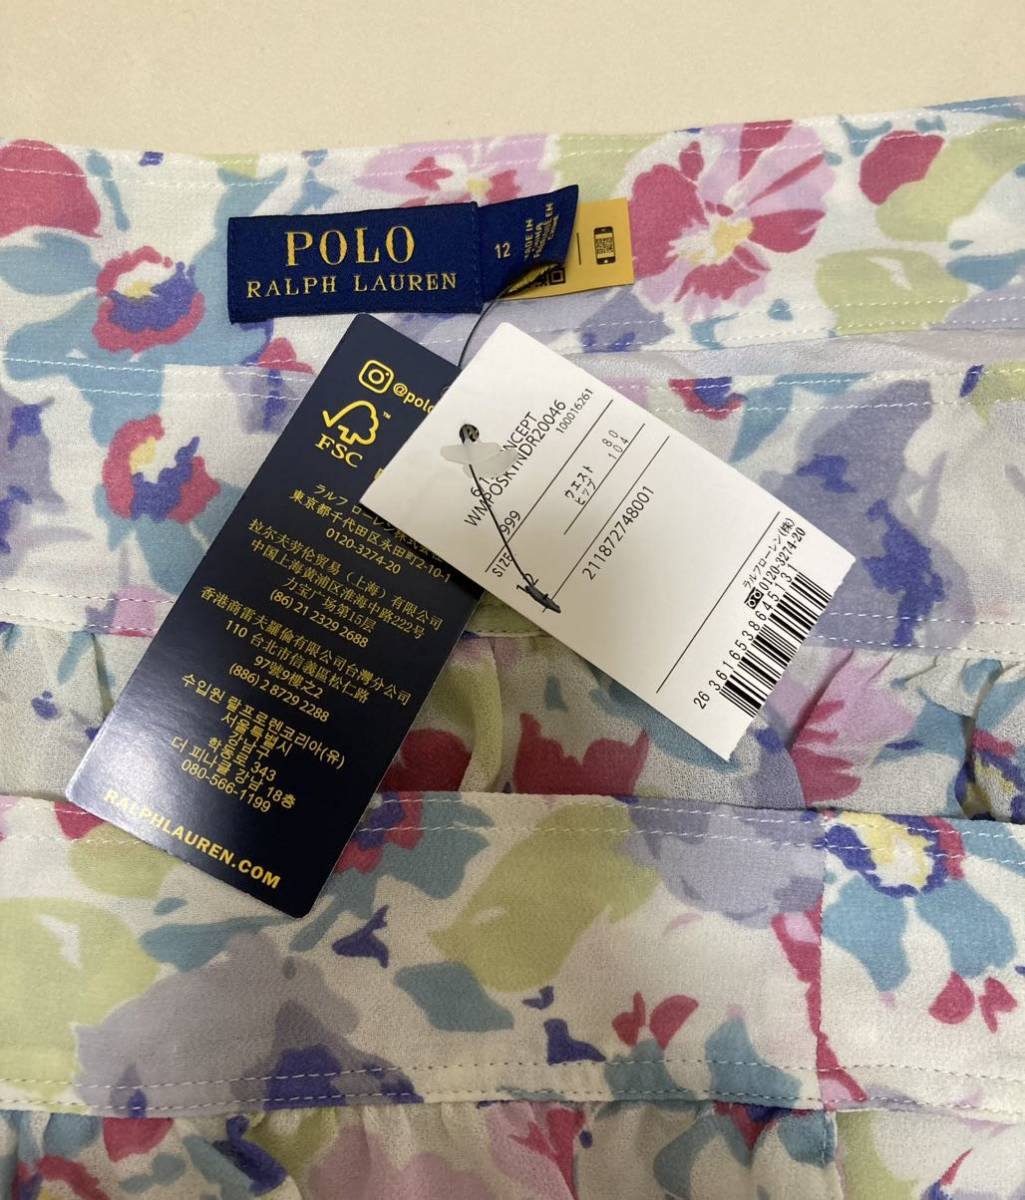 POLO
RALPH LAUREN
12
MADE IN
CHINA
@polo
FSC
ラルフ ローレン株式会社
東京都千代田区永田町2-10-1
0120-3274-20
拉尔夫劳伦贸易（上海）有限公司
中国上海黄浦区淮海中路222号
力宝广场第15层
(86) 21 2329 2688
香港商雷夫羅倫有限公司台灣分公司
110 台北市信義區松仁路
97號9樓之2
(886) 2 8729 2288
수입원 랄프로렌코리아(유)
서울특별시
강남구
학동로 343
더 피나클 강남 18층
080-566-1199
RALPHLAUREN.COM
WMPOSKINDR20046
100016261
999
SIZE
12
ウエスト 80
ヒップ 104
211872748001
ラルフローレン(株)
0120-3274-20
26 3616538645131